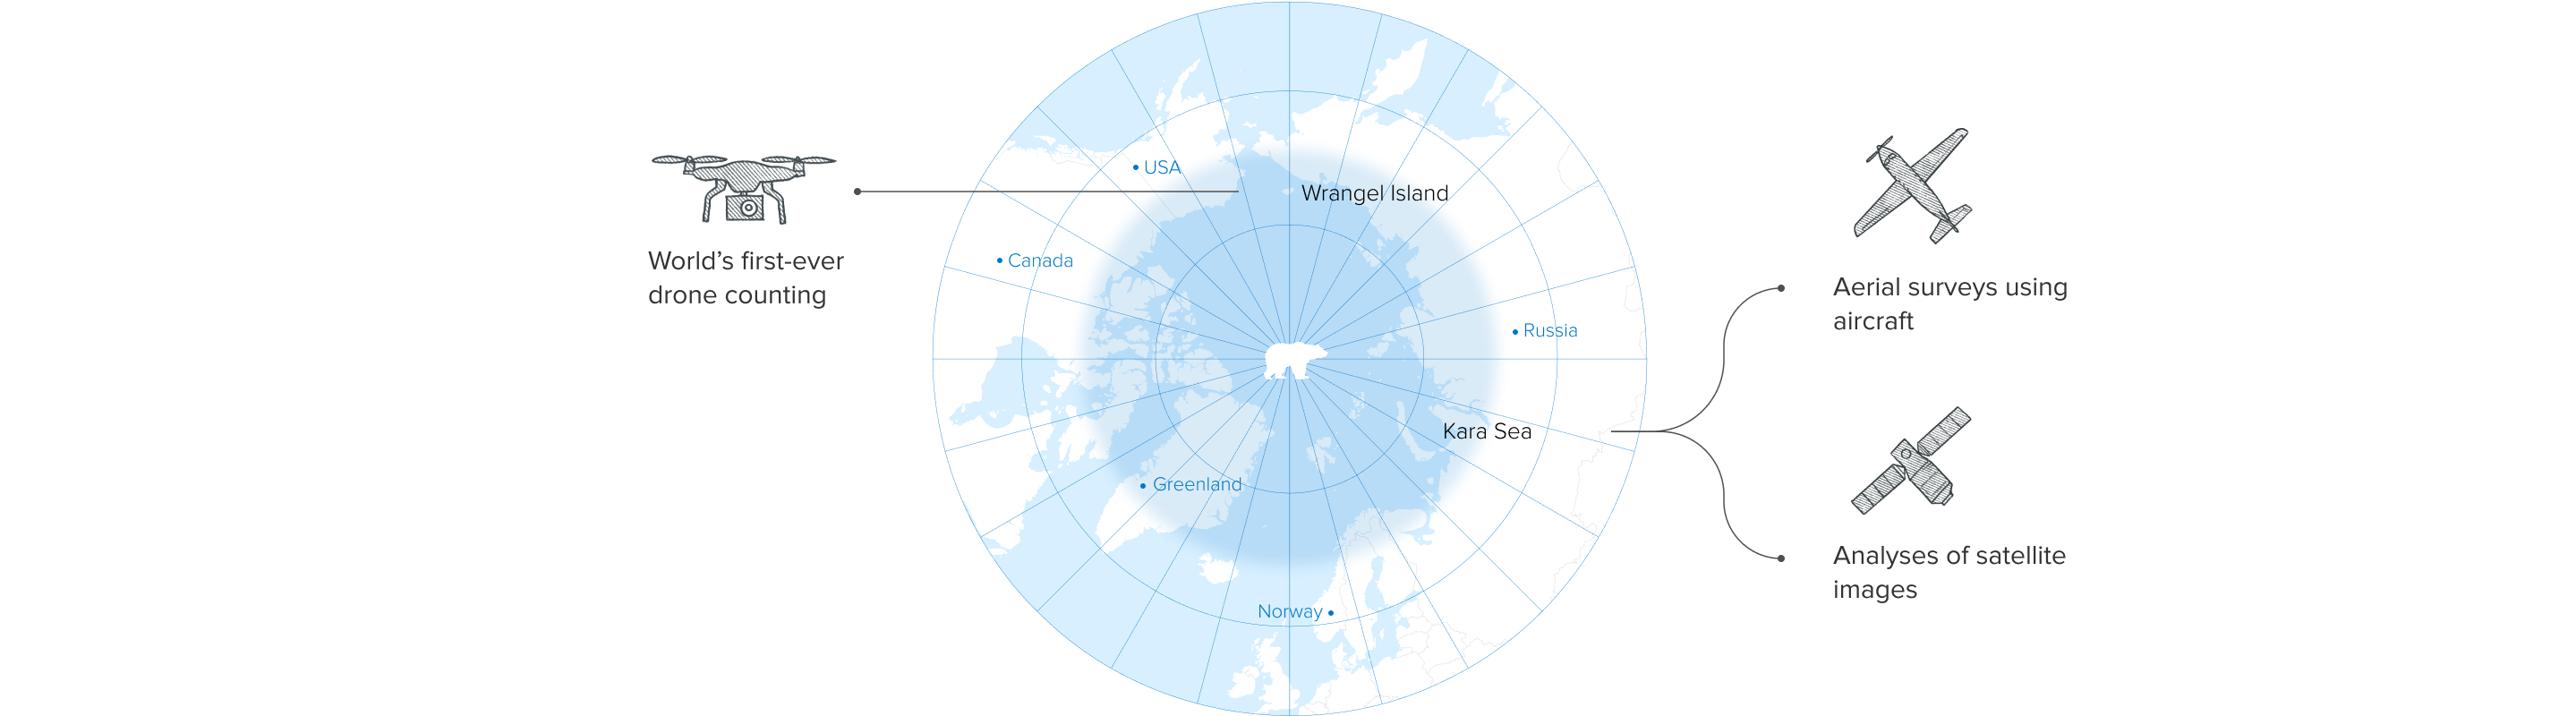 World’s first-ever
drone counting
USA
Wrangel Island
Canada
Russia
Kara Sea
Greenland
Norway
Aerial surveys using
aircraft
Analyses of satellite
images